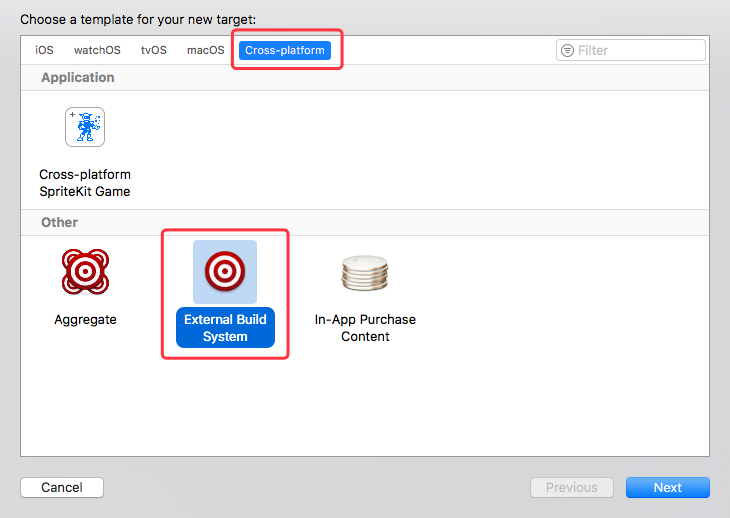 Choose a template for your new target:
iOS watchOS tvOS macOS Cross-platform Filter
Application
Cross-platform
SpriteKit Game
Other
Aggregate
External Build
System
In-App Purchase
Content
Cancel Previous Next